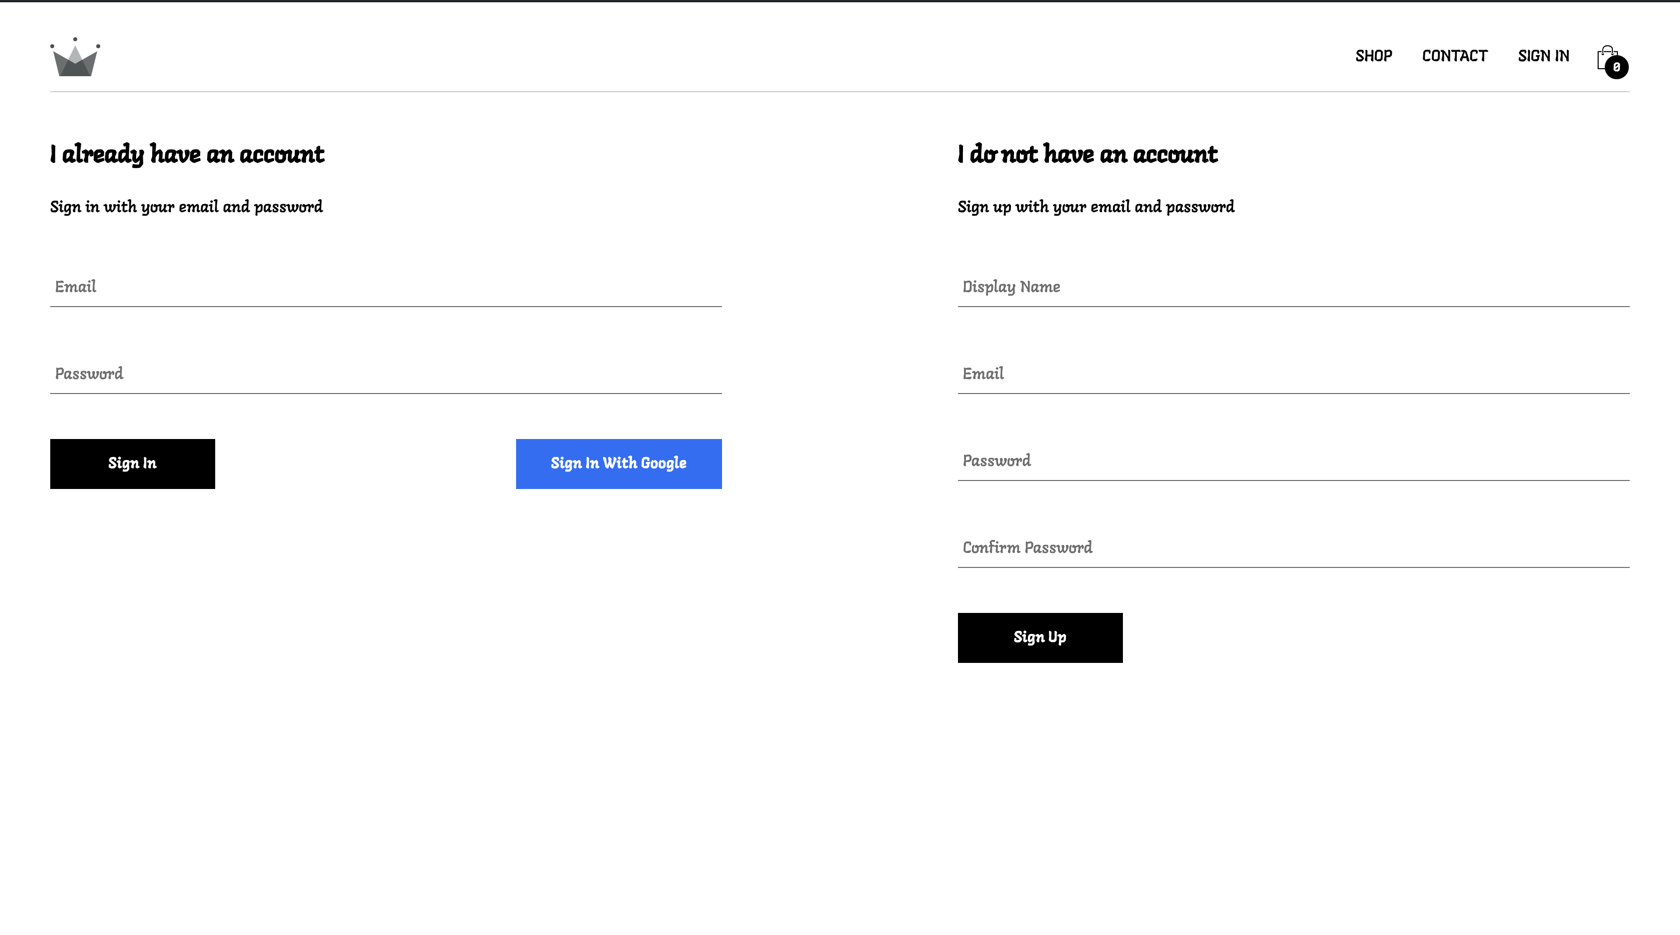 SHOP CONTACT SIGN IN 0
I already have an account
Sign in with your email and password
Email
Password
Sign In Sign In With Google
I do not have an account
Sign up with your email and password
Display Name
Email
Password
Confirm Password
Sign Up